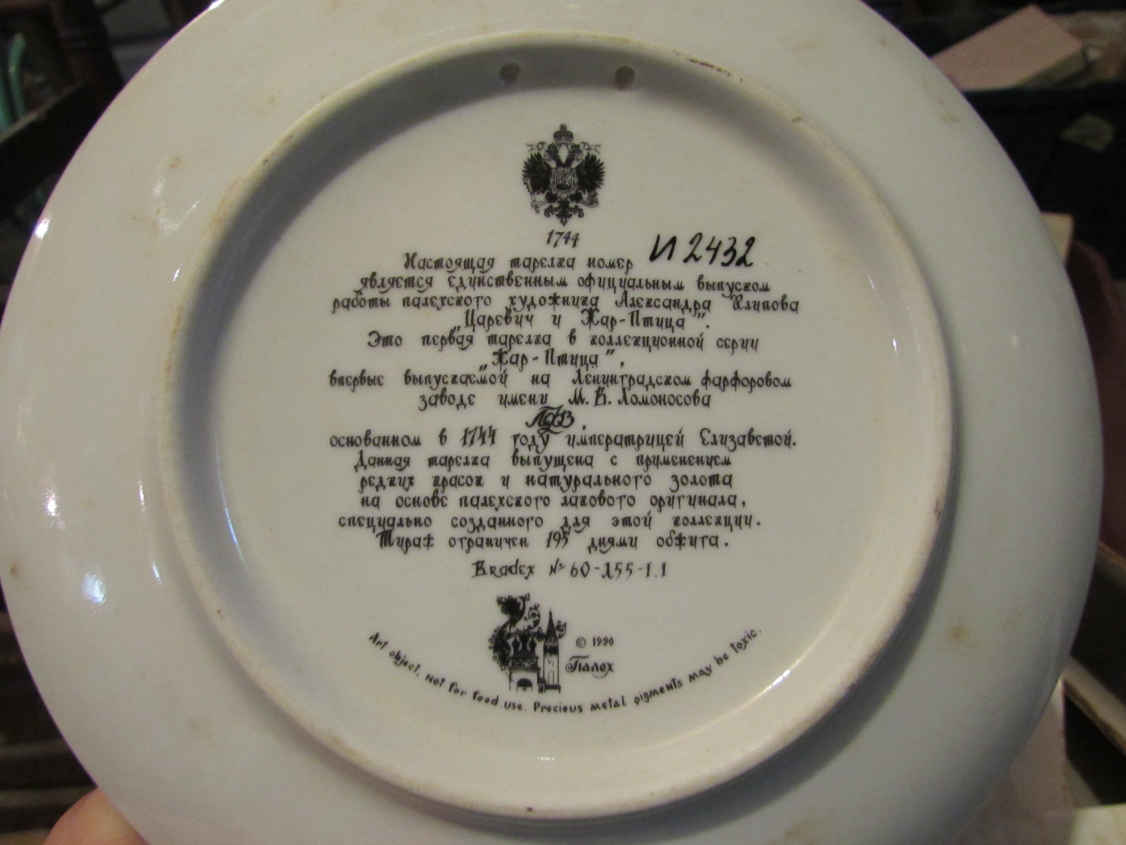 1744
Настоящая тарелка номер И 2432
является единственным официальным выпуском
работы палехского художника Александра Клипова
"Царевич и Жар-Птица".
Это первая тарелка в коллекционной серии
"Жар-Птица",
впервые выпускаемой на Ленинградском фарфоровом
заводе имени М. В. Ломоносова
ЛФЗ,
основанном в 1744 году императрицей Елизаветой.
Данная тарелка выпущена с применением
редких красок и натурального золота
на основе палехского лакового оригинала,
специально созданного для этой коллекции.
Тираж ограничен 195 днями обжига.
Bradex № 60-155-1.1
© 1990
Палех
Art object, not for food use. Precious metal pigments may be toxic.